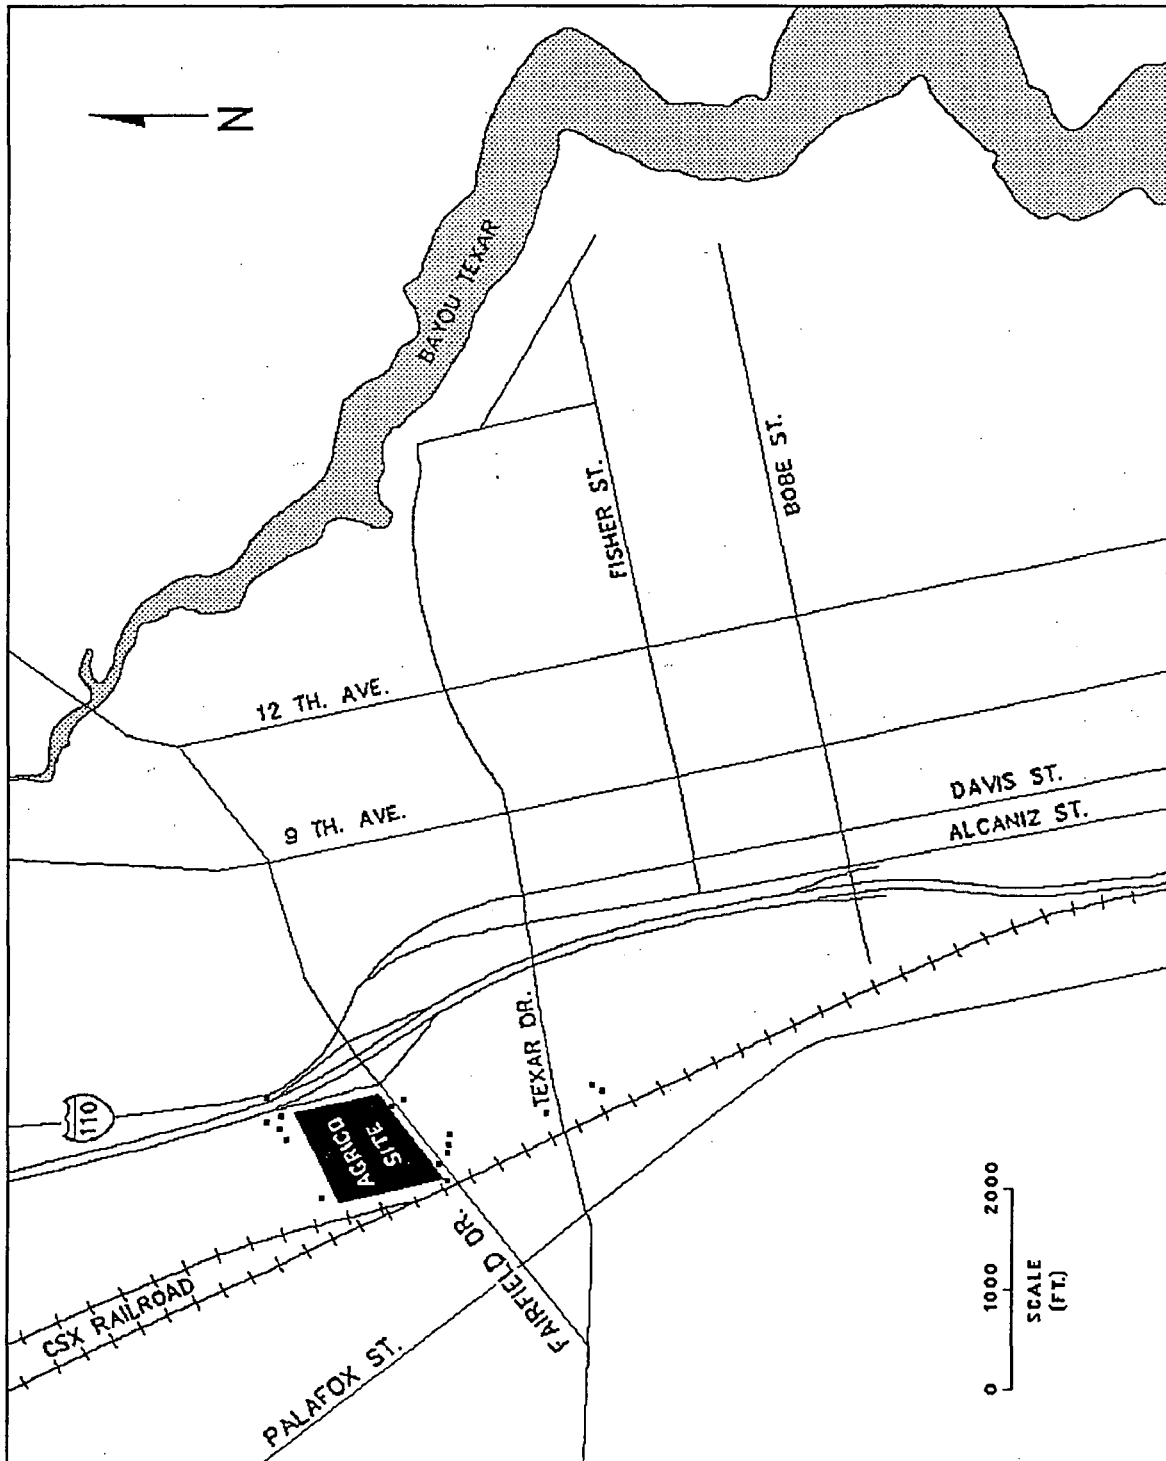 N
BAYOU TEXAR
FISHER ST.
BOBE ST.
12 TH. AVE.
9 TH. AVE.
DAVIS ST.
ALCANIZ ST.
110
TEXAR DR.
AGRICO
SITE
CSX RAILROAD
FAIRFIELD DR.
PALAFOX ST.
0 1000 2000
SCALE
(FT.)